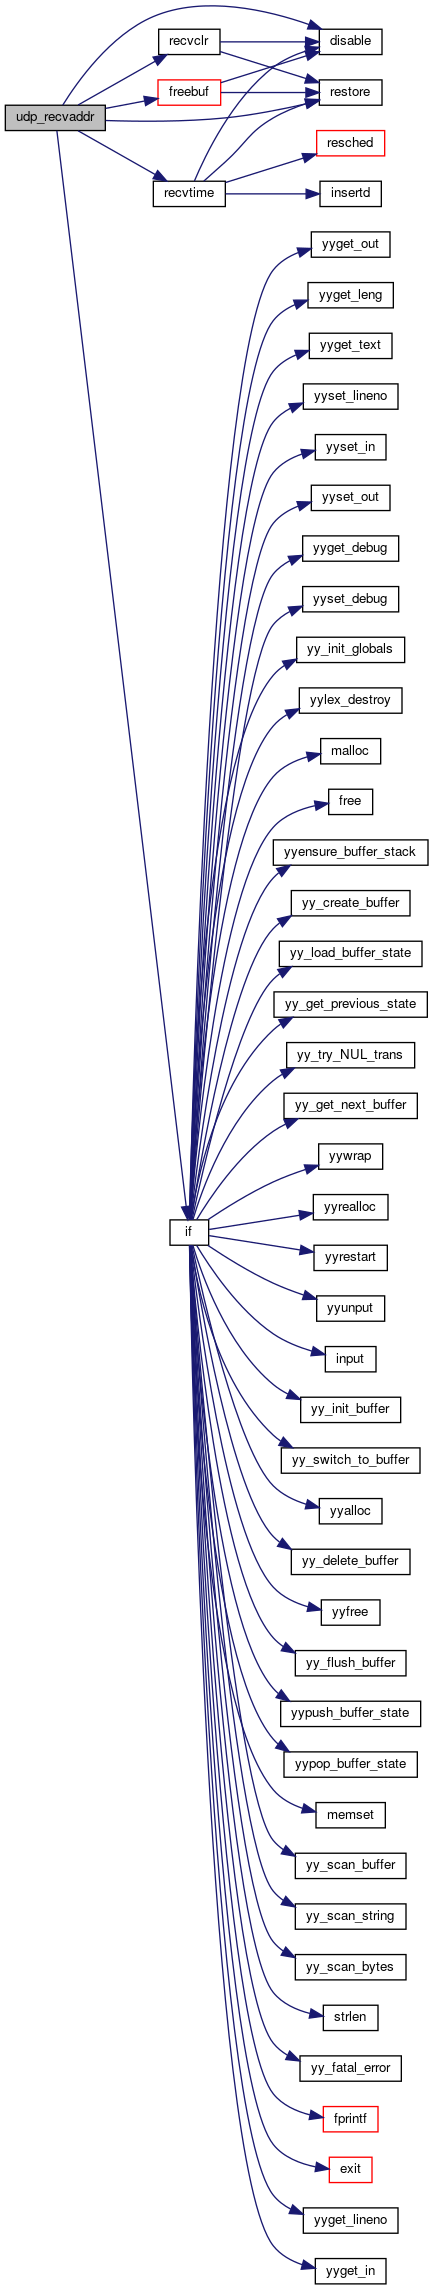 recvclr
disable
freebuf
restore
udp_recvaddr
resched
recvtime
insertd
yyget_out
yyget_leng
yyget_text
yyset_lineno
yyset_in
yyset_out
yyget_debug
yyset_debug
yy_init_globals
yylex_destroy
malloc
free
yyensure_buffer_stack
yy_create_buffer
yy_load_buffer_state
yy_get_previous_state
yy_try_NUL_trans
yy_get_next_buffer
yywrap
yyrealloc
if
yyrestart
yyunput
input
yy_init_buffer
yy_switch_to_buffer
yyalloc
yy_delete_buffer
yyfree
yy_flush_buffer
yypush_buffer_state
yypop_buffer_state
memset
yy_scan_buffer
yy_scan_string
yy_scan_bytes
strlen
yy_fatal_error
fprintf
exit
yyget_lineno
yyget_in